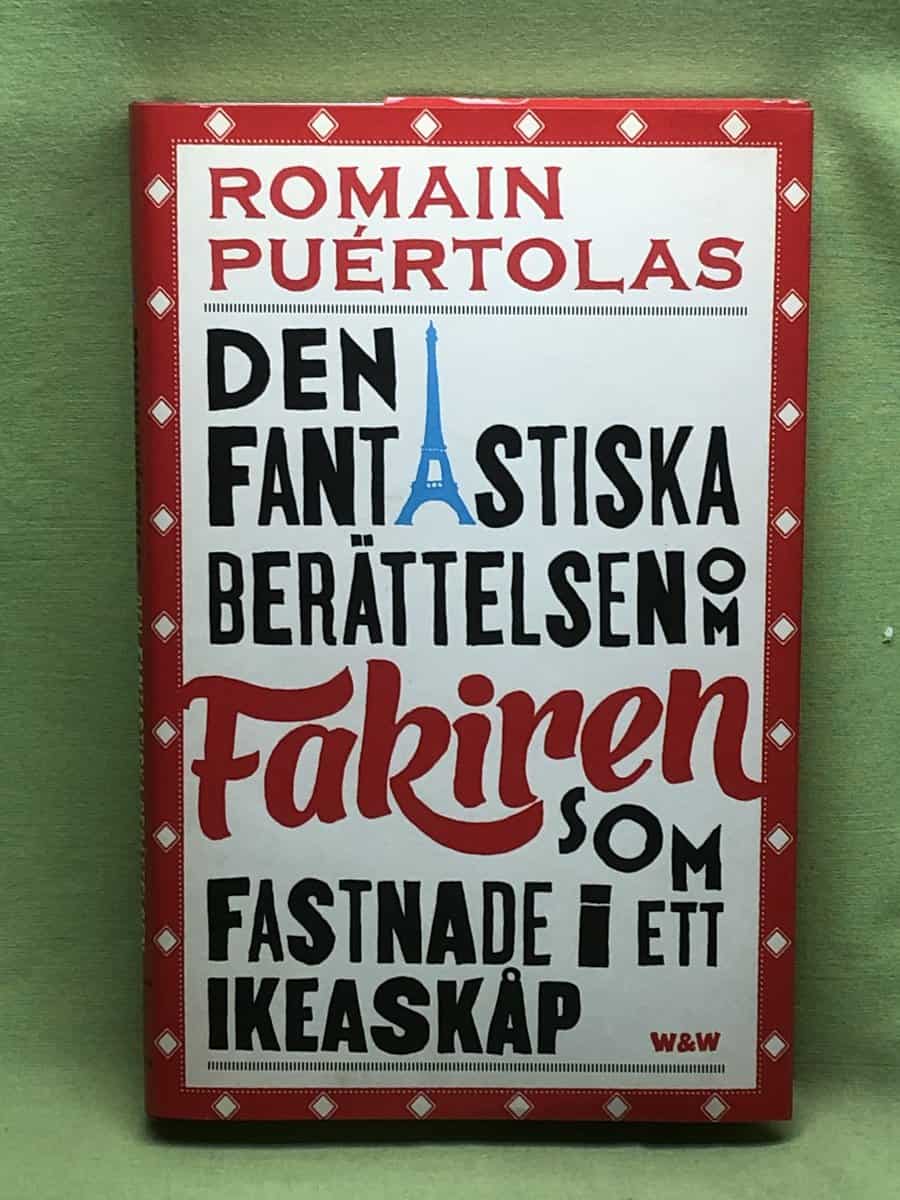 ROMAIN
PUÉRTOLAS
DEN
FANTASTISKA
BERÄTTELSEN OM
Fakiren
SOM
FASTNADE i ETT
IKEASKÅP
W&W